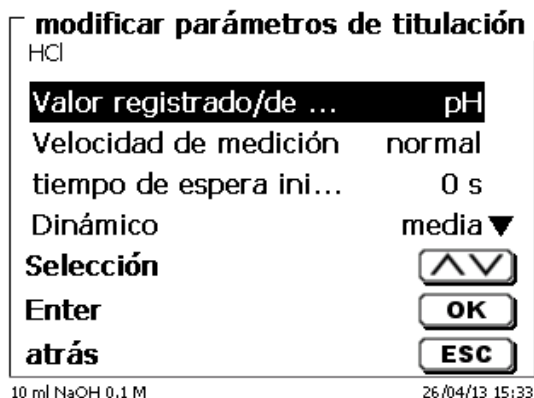 modificar parámetros de titulación
HCl
Valor registrado/de ... pH
Velocidad de medición normal
tiempo de espera ini... 0 s
Dinámico media ▼
Selección
Enter OK
atrás ESC
10 ml NaOH 0.1 M 26/04/13 15:33